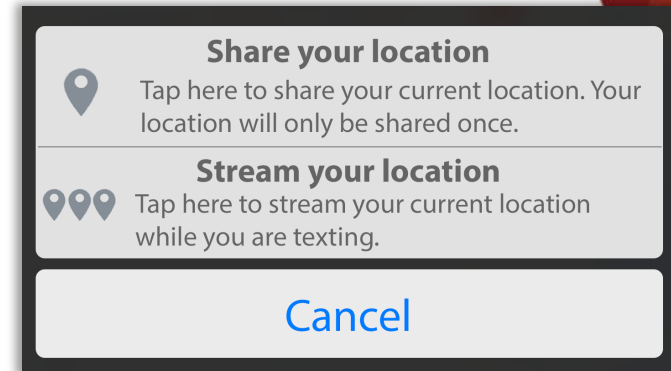 Share your location
Tap here to share your current location. Your
location will only be shared once.
Stream your location
Tap here to stream your current location
while you are texting.
Cancel